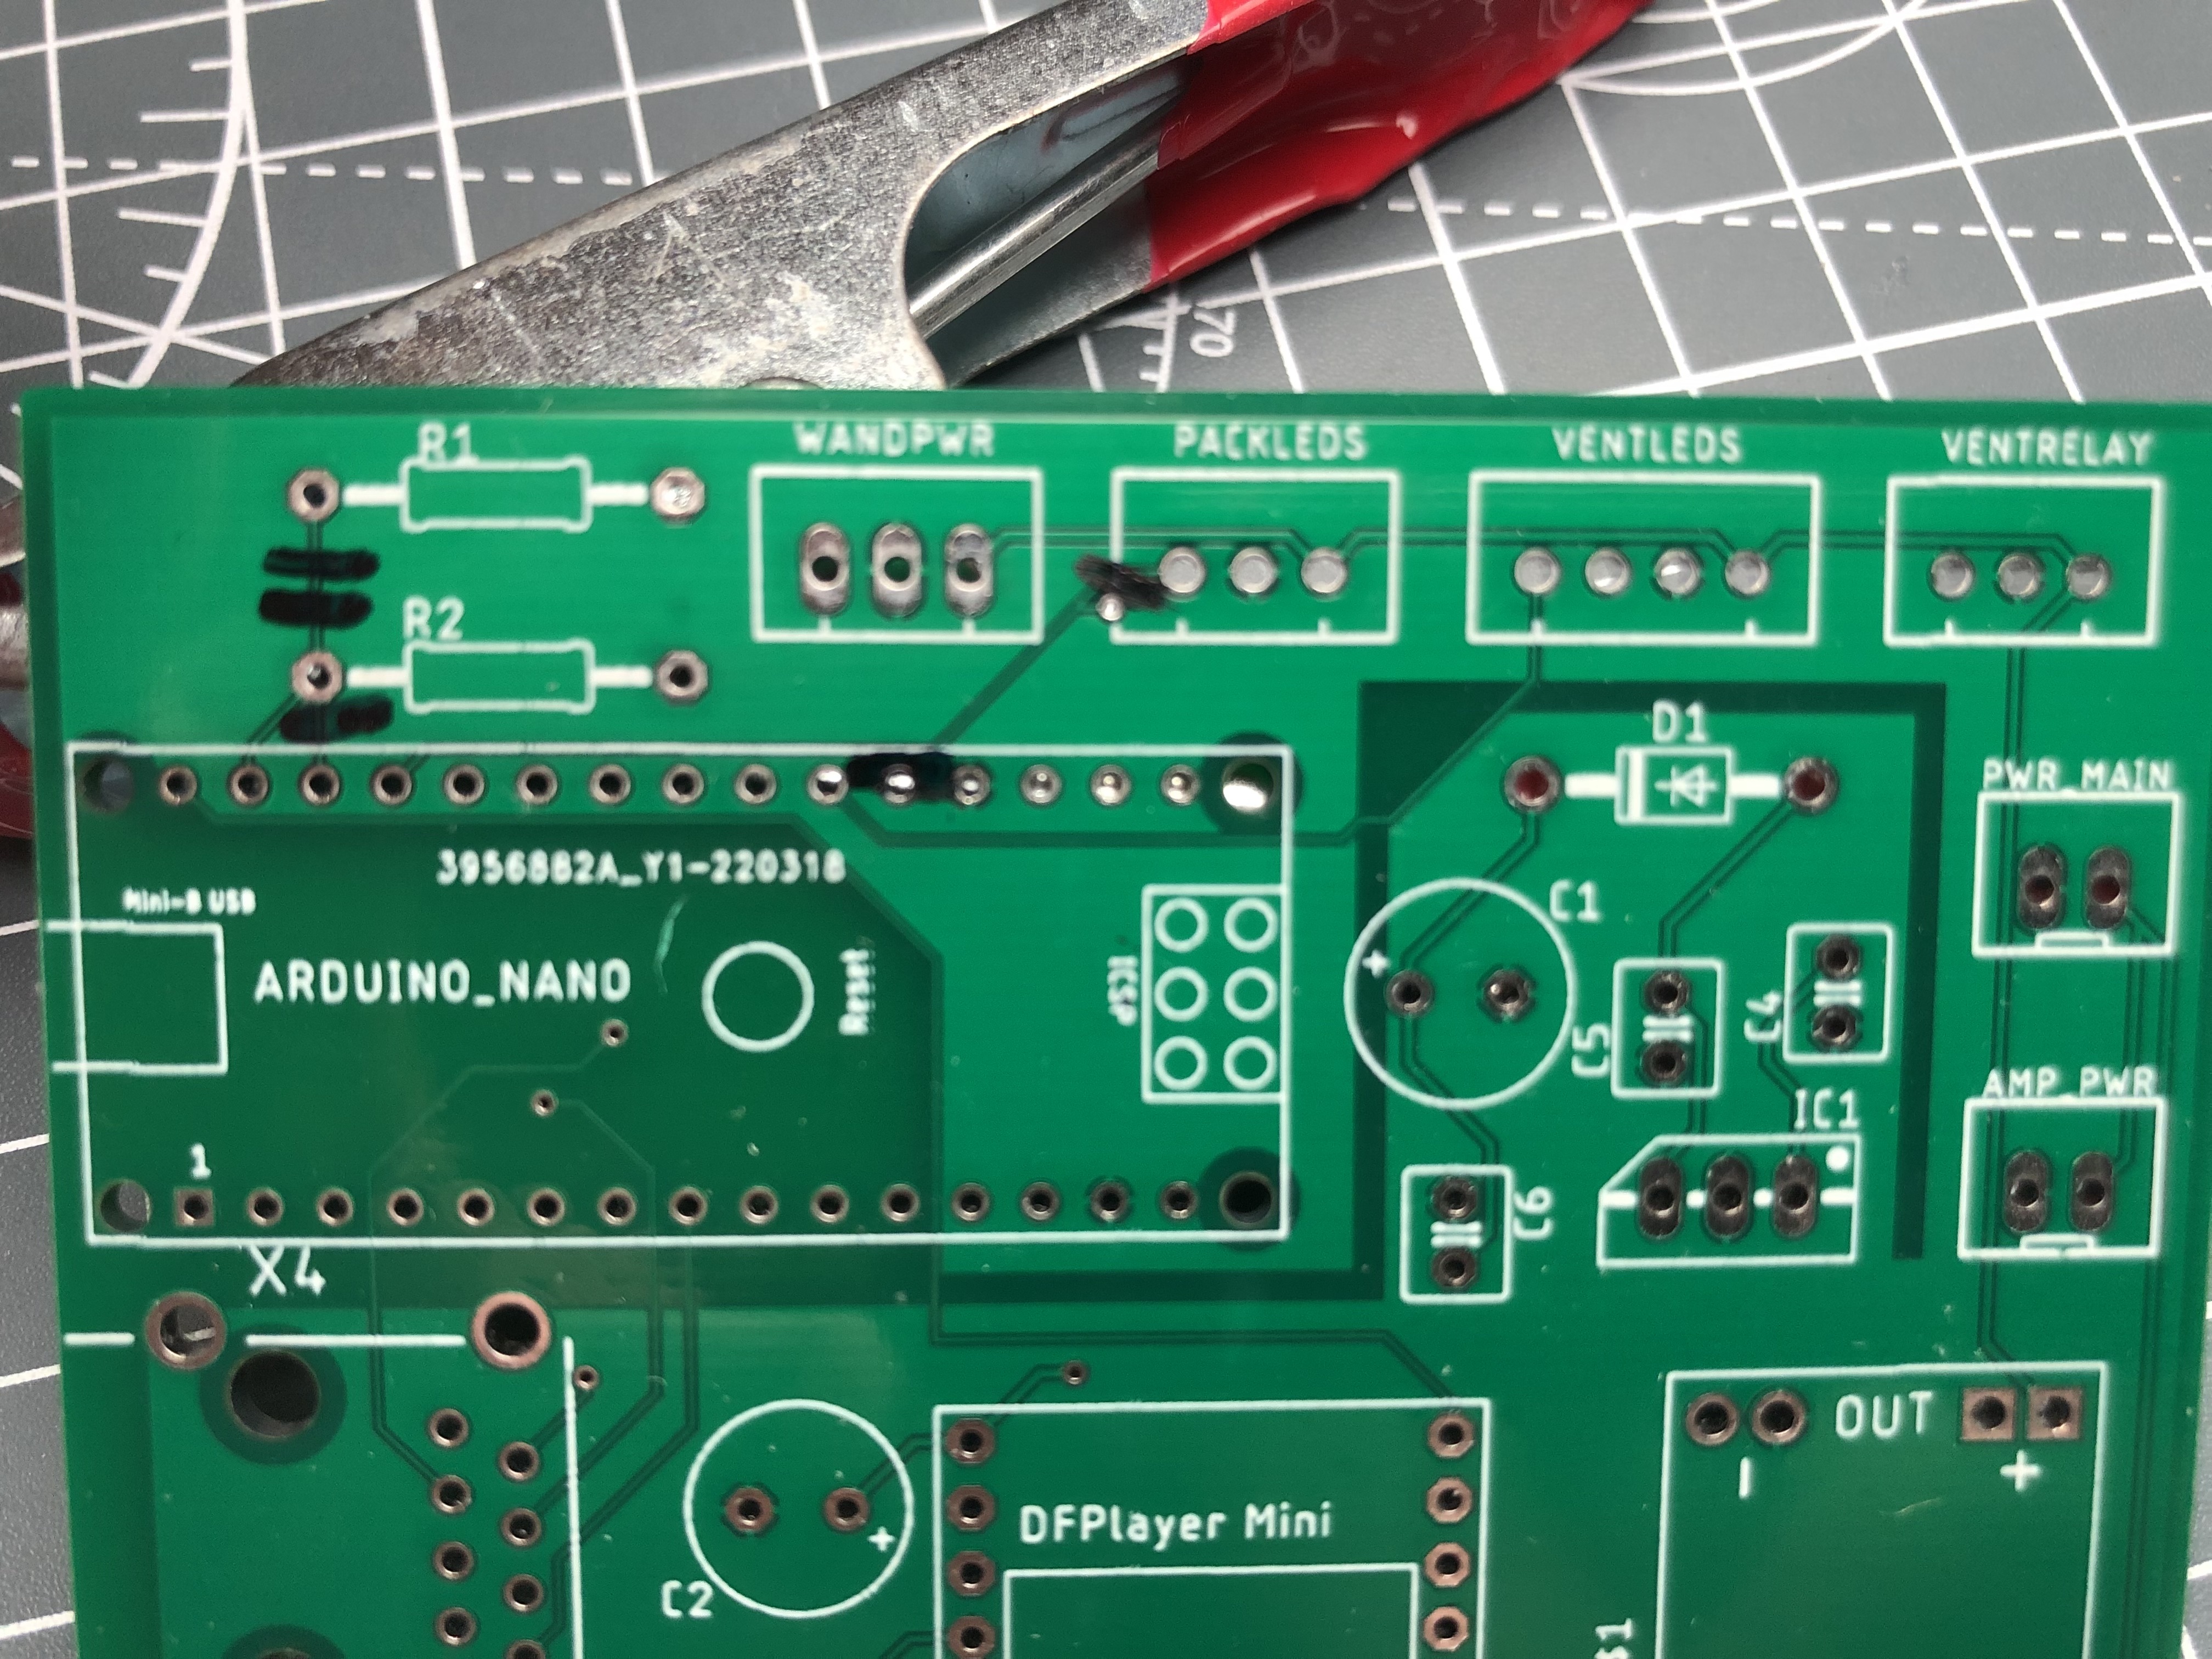 70
R1
WANDPWR
PACKLEDS
VENTLEDS
VENTRELAY
R2
D1
PWR_MAIN
3956882A_Y1-220318
Mini-B USB
C1
ARDUINO_NANO
Reset
ICSP
+
C5
C4
AMP_PWR
IC1
1
C6
X4
OUT
- +
DFPlayer Mini
+
C2